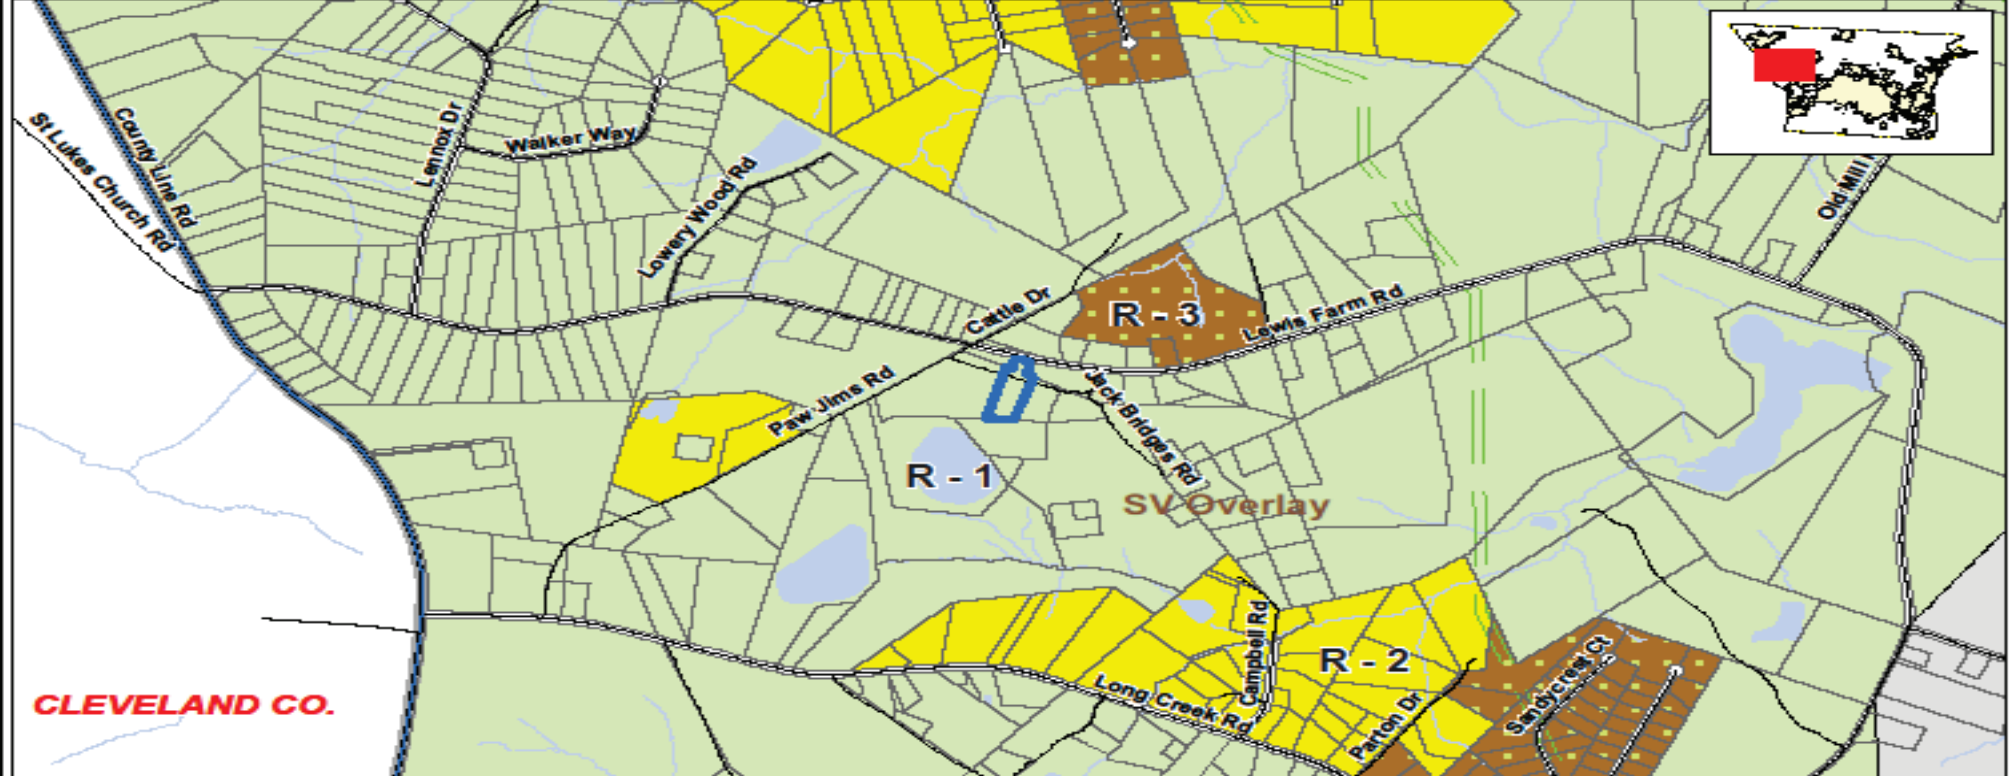 St Lukes Church Rd
County Line Rd
Lennox Dr
Walker Way
Lowery Wood Rd
Old Mill
Cattle Dr
R - 3
Lewis Farm Rd
Paw Jims Rd
Jack Bridges Rd
R - 1
SV Overlay
Campbell Rd
R - 2
Sandycrest Ct
Long Creek Rd
Parton Dr
CLEVELAND CO.